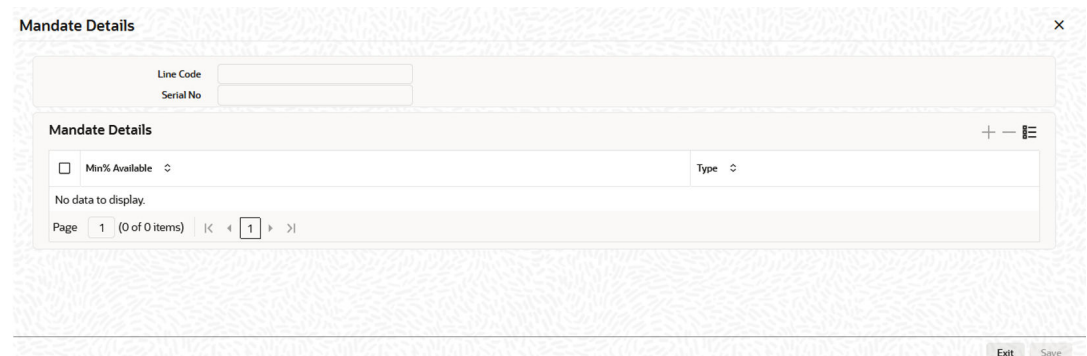 Mandate Details
Line Code
Serial No
Mandate Details
Min% Available Type
No data to display.
Page 1 (0 of 0 items) 1
Exit Save